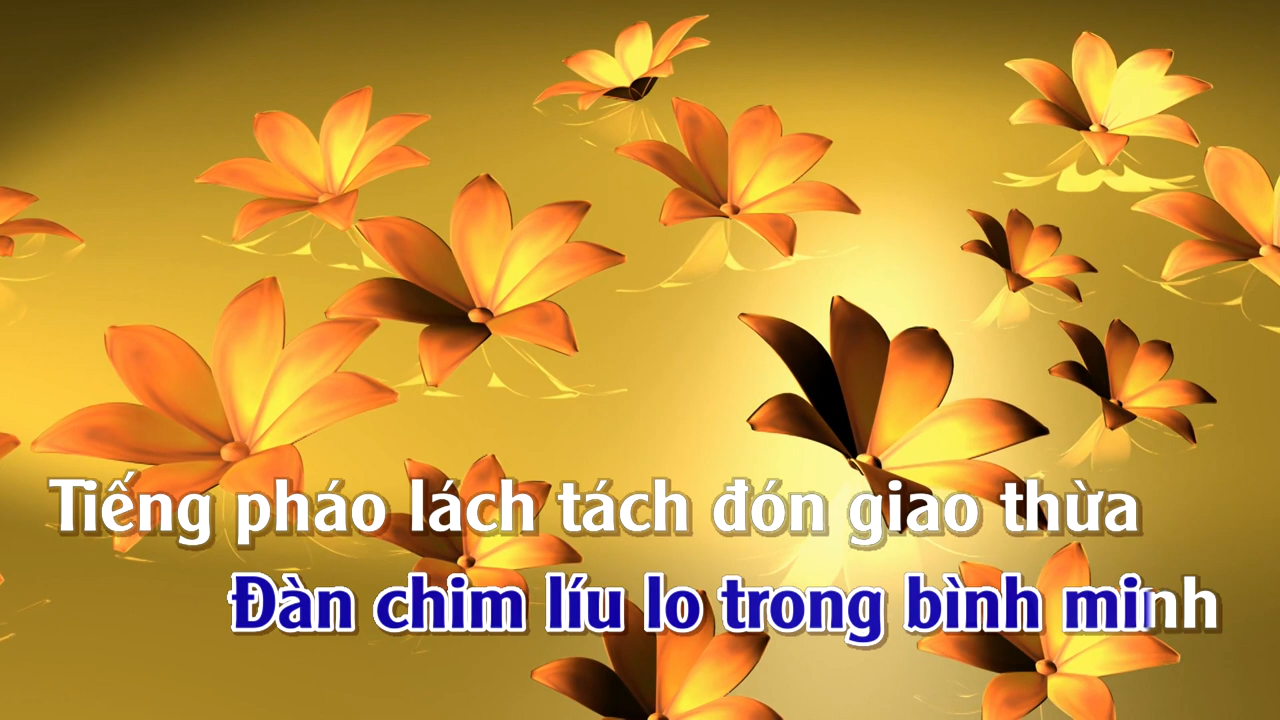 Tiếng pháo lách tách đón giao thừa
Đàn chim líu lo trong bình minh